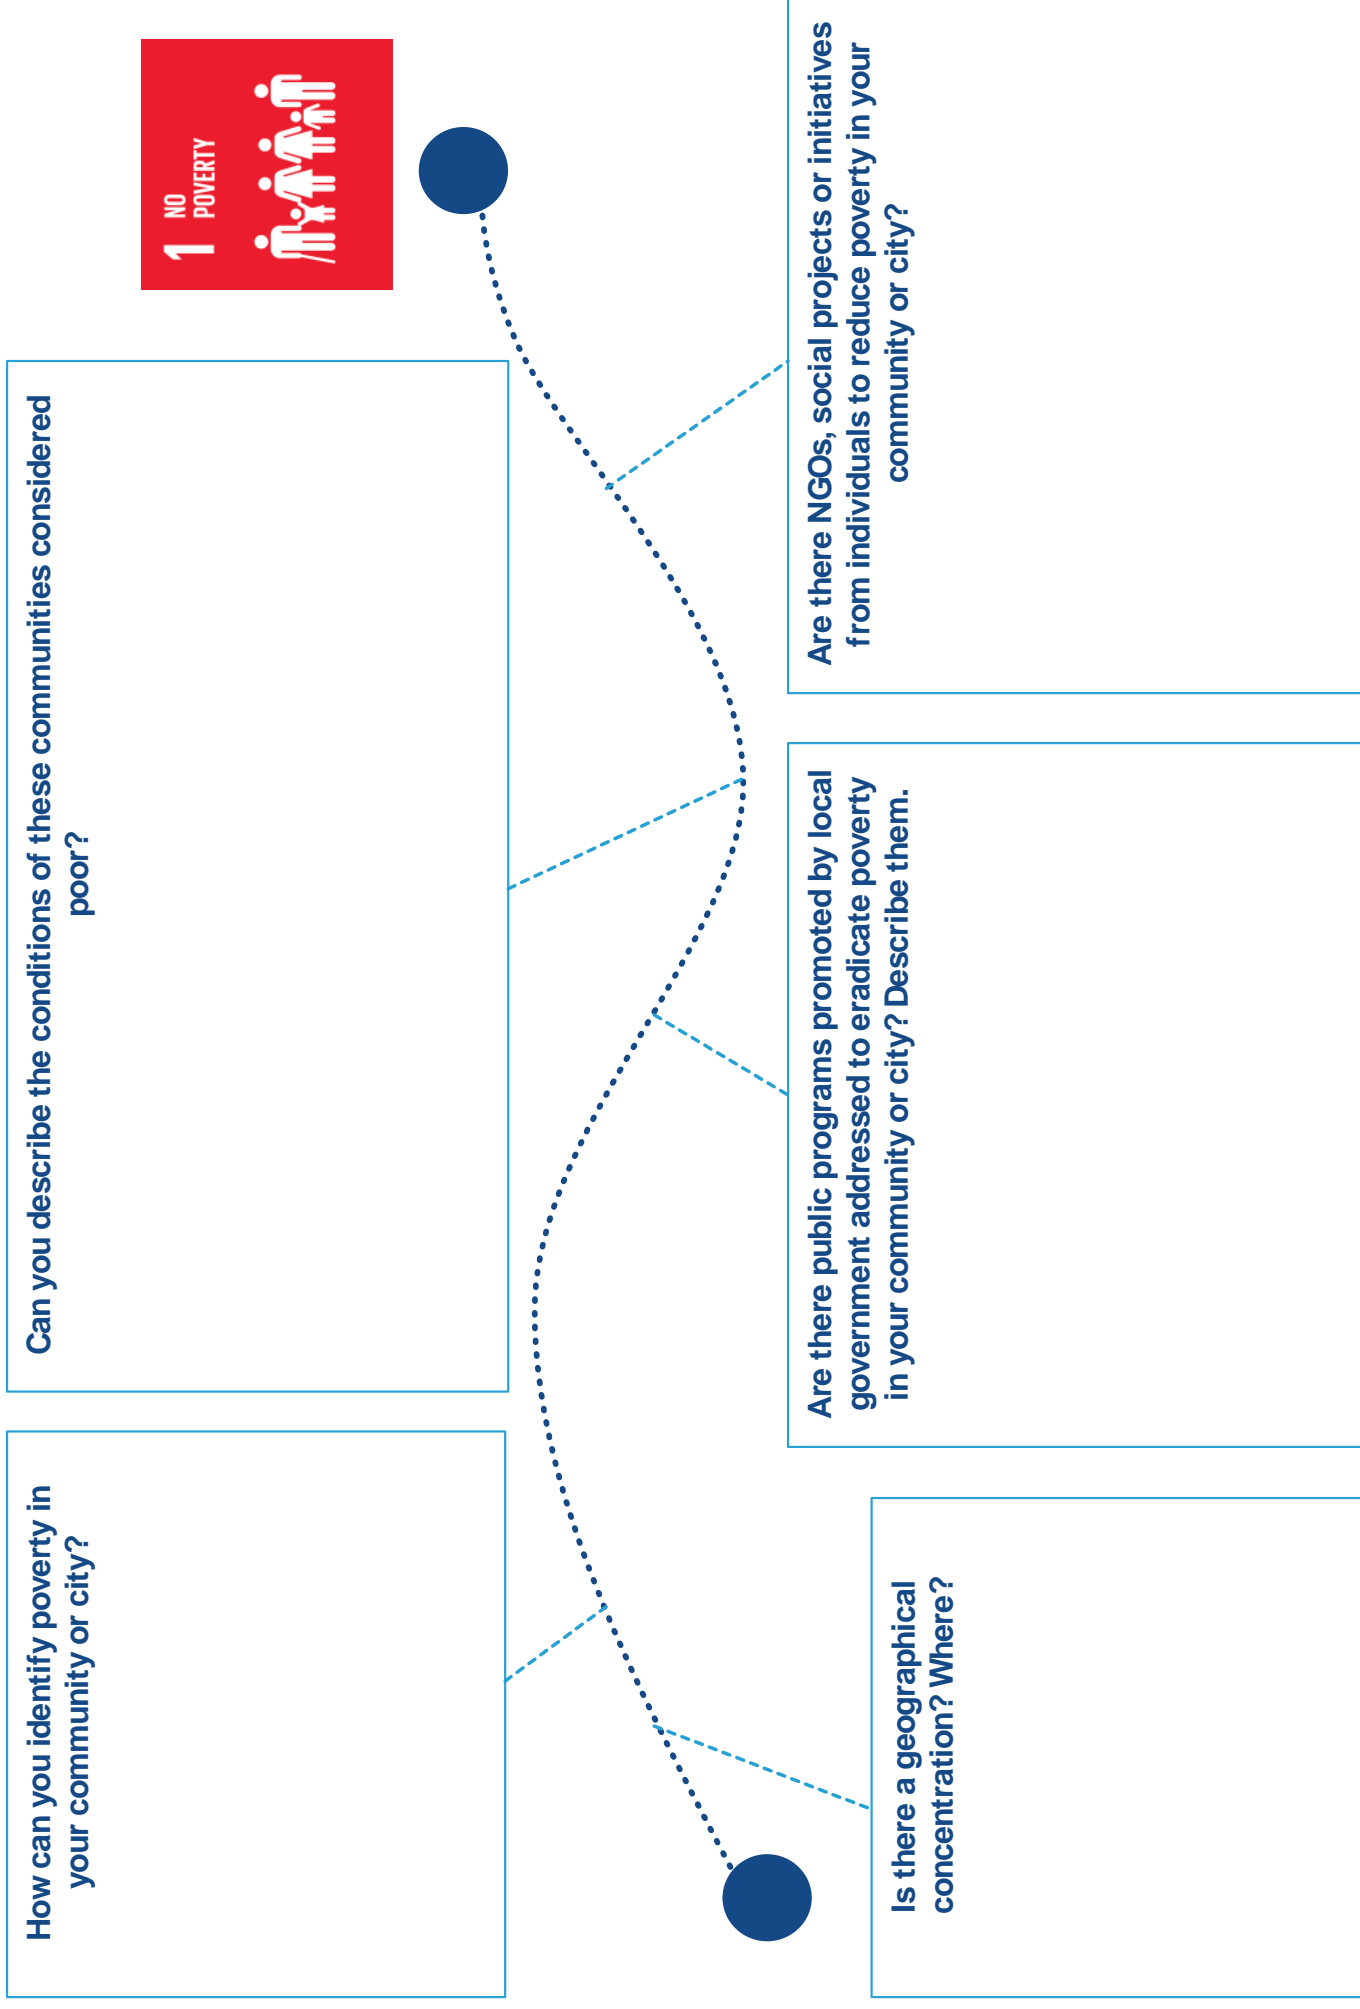 How can you identify poverty in
your community or city?
Can you describe the conditions of these communities considered
poor?
1 NO
POVERTY
Is there a geographical
concentration? Where?
Are there public programs promoted by local
government addressed to eradicate poverty
in your community or city? Describe them.
Are there NGOs, social projects or initiatives
from individuals to reduce poverty in your
community or city?